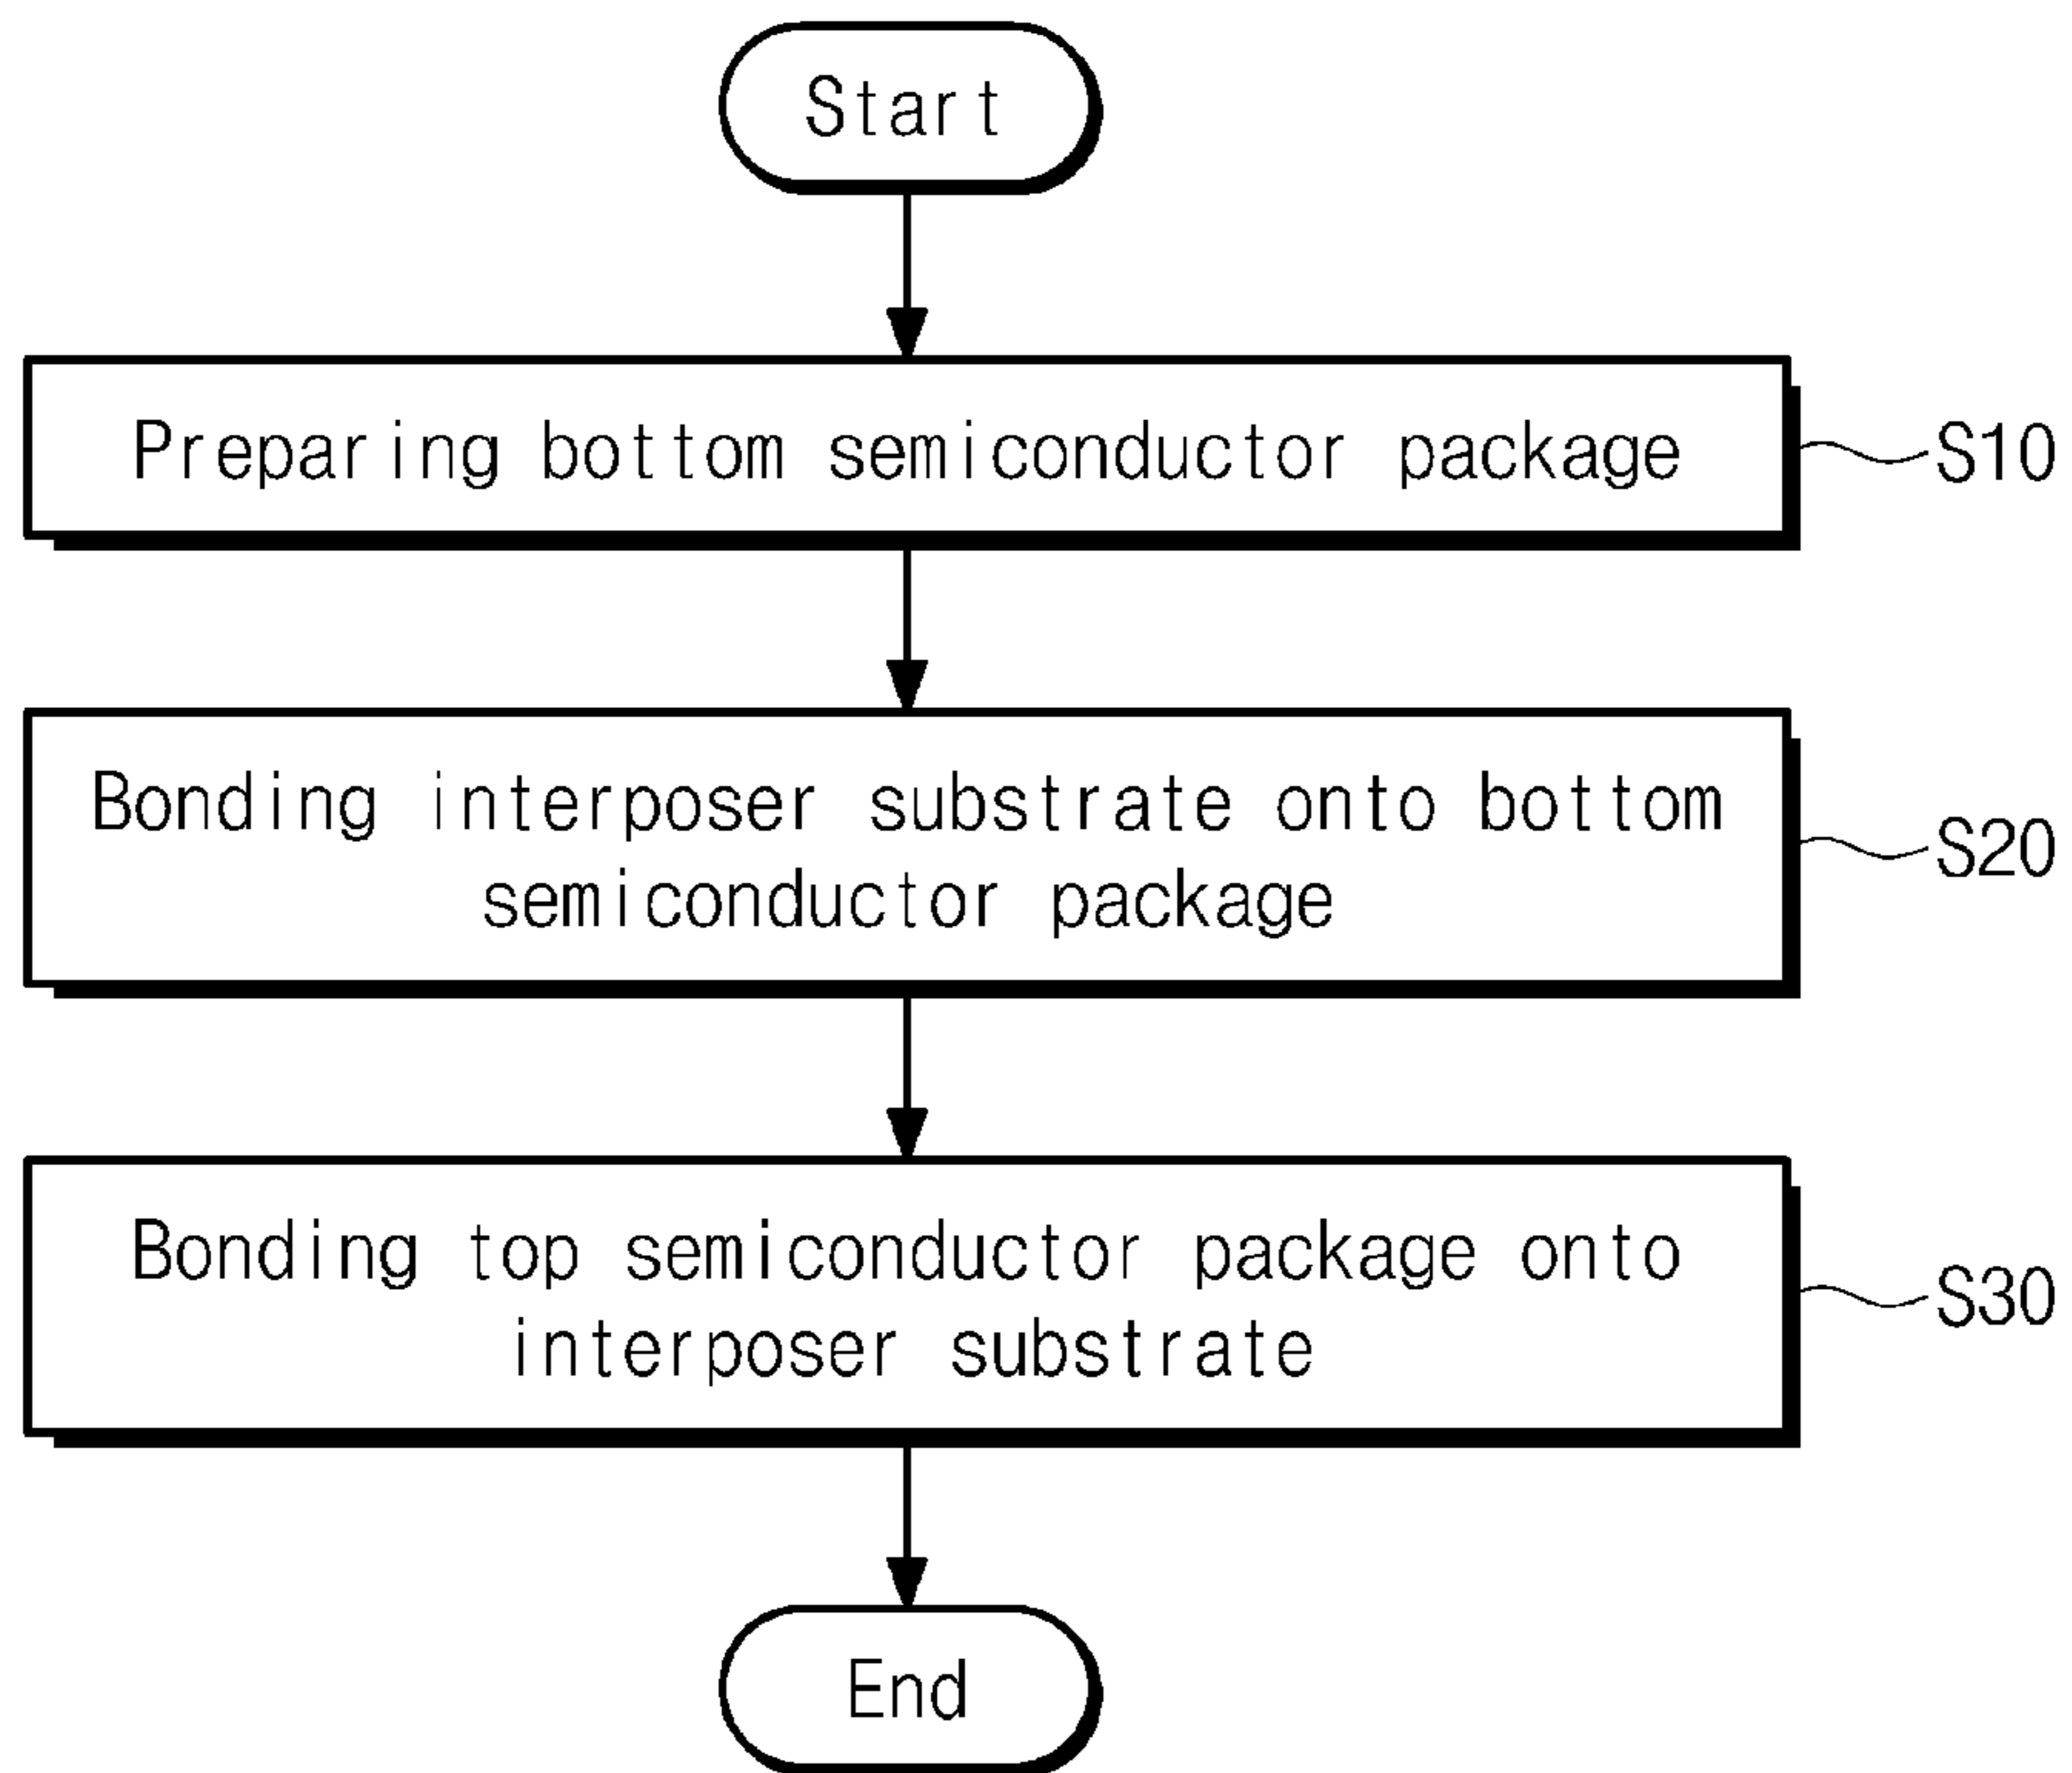 Start
Preparing bottom semiconductor package
S10
Bonding interposer substrate onto bottom
semiconductor package
S20
Bonding top semiconductor package onto
interposer substrate
S30
End